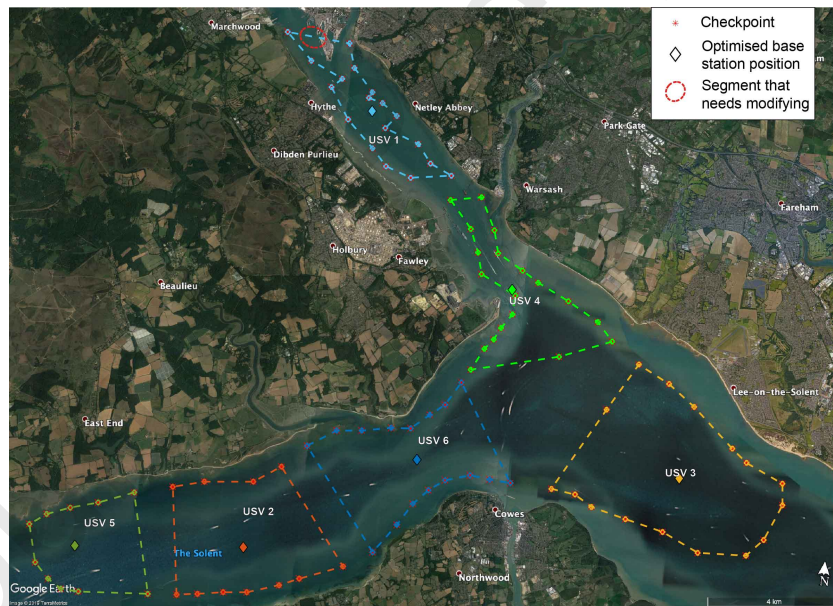 Marchwood
Checkpoint
Optimised base
station position
Segment that
needs modifying
Hythe
Netley Abbey
USV 1
Park Gate
Dibden Purlieu
Warsash
Fareham
Holbury
Fawley
Beaulieu
USV 4
Lee-on-the-Solent
East End
USV 6
USV 3
USV 5
USV 2
Cowes
The Solent
Northwood
Google Earth
N
4 km